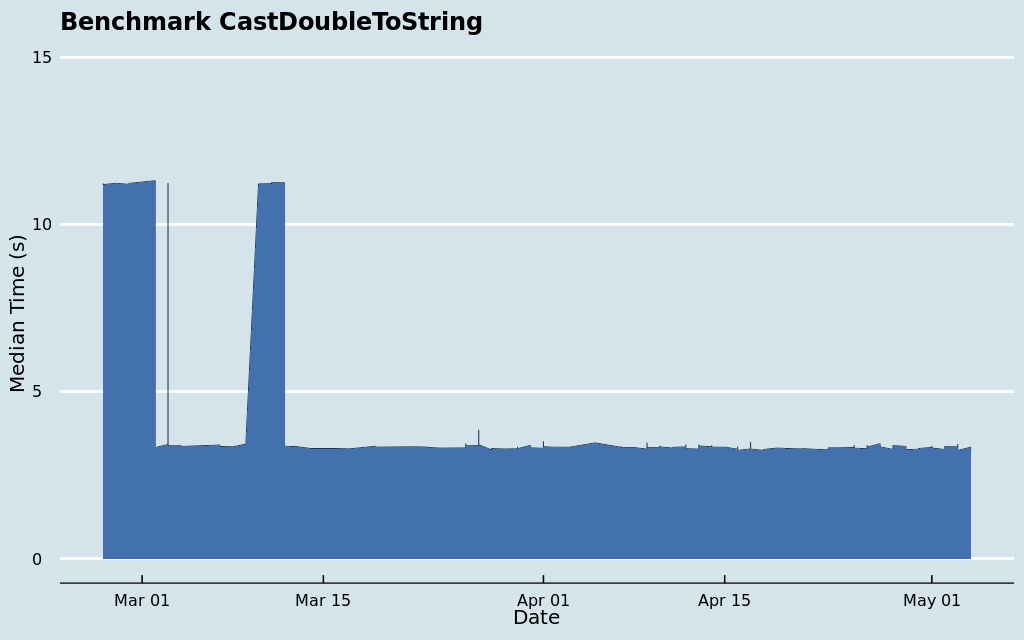 Benchmark CastDoubleToString
Median Time (s)
15
10
5
0
Mar 01
Mar 15
Apr 01
Apr 15
May 01
Date